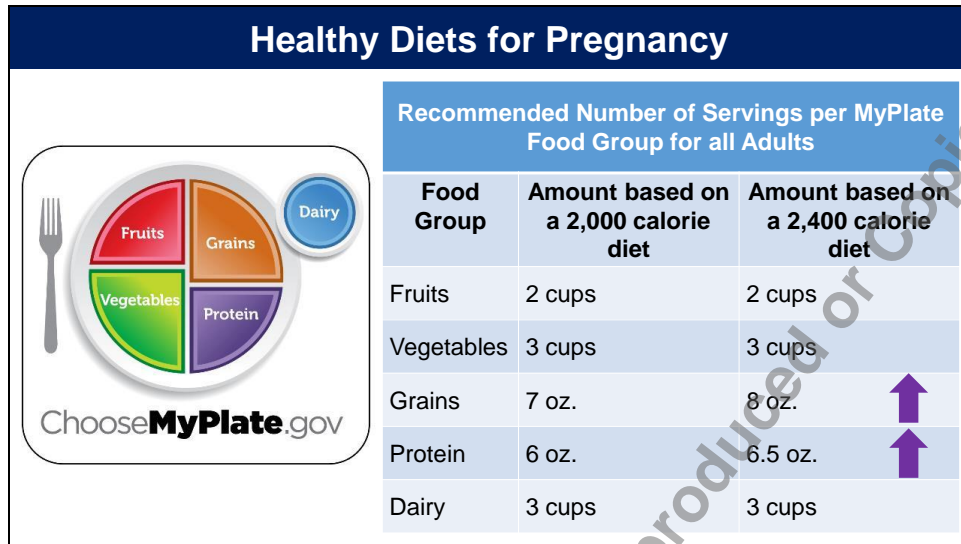 Healthy Diets for Pregnancy
Fruits
Grains
Dairy
Vegetables
Protein
ChooseMyPlate.gov
Recommended Number of Servings per MyPlate
Food Group for all Adults
Food
Group
Amount based on
a 2,000 calorie
diet
Amount based on
a 2,400 calorie
diet
Fruits 2 cups 2 cups
Vegetables 3 cups 3 cups
Grains 7 oz. 8 oz.
Protein 6 oz. 6.5 oz.
Dairy 3 cups 3 cups
or